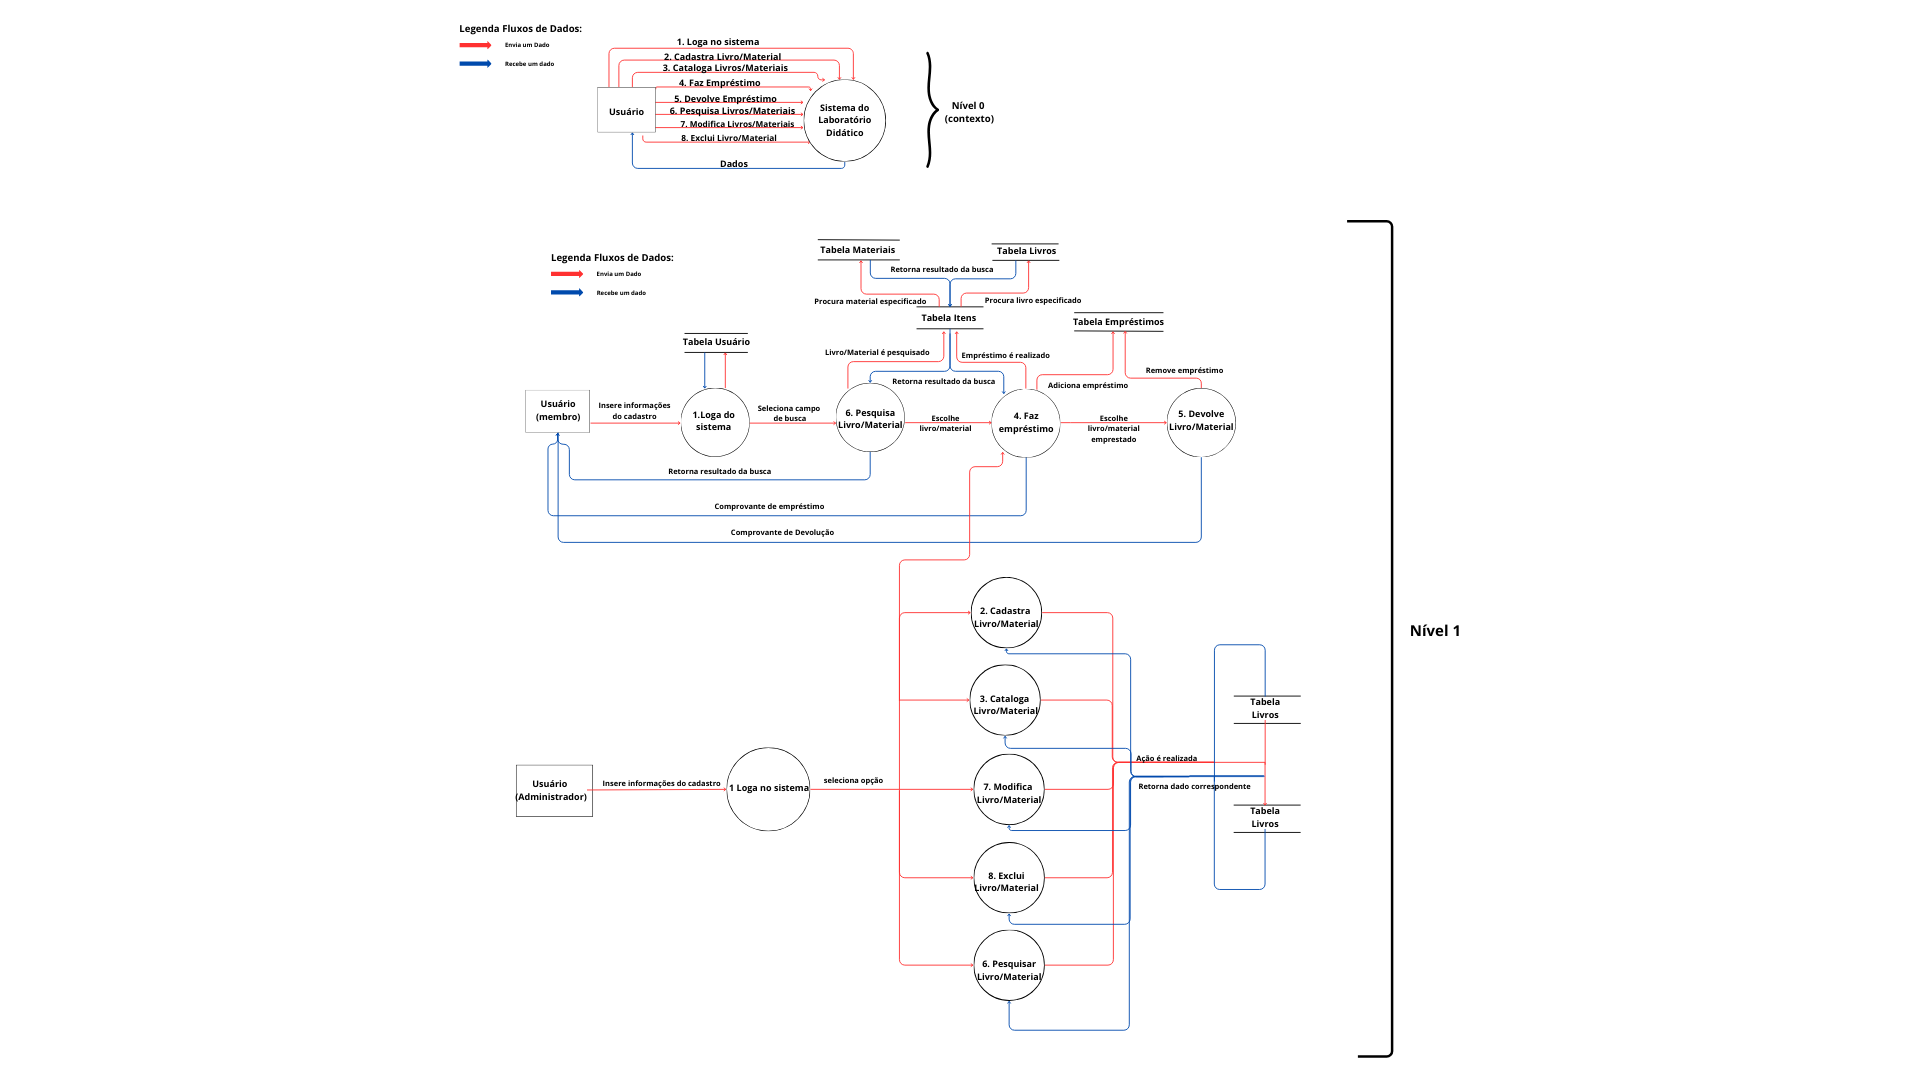 Legenda Fluxos de Dados:
Envia um Dado
Recebe um dado
1. Loga no sistema
2. Cadastra Livro/Material
3. Cataloga Livros/Materiais
4. Faz Empréstimo
5. Devolve Empréstimo
6. Pesquisa Livros/Materiais
7. Modifica Livros/Materiais
8. Exclui Livro/Material
Dados
Usuário
Sistema do
Laboratório
Didático
Nível 0
(contexto)
Legenda Fluxos de Dados:
Envia um Dado
Recebe um dado
Tabela Materiais
Tabela Livros
Retorna resultado da busca
Procura material especificado
Procura livro especificado
Tabela Itens
Tabela Empréstimos
Tabela Usuário
Livro/Material é pesquisado
Empréstimo é realizado
Retorna resultado da busca
Adiciona empréstimo
Remove empréstimo
Usuário
(membro)
Insere informações
do cadastro
1.Loga do
sistema
Seleciona campo
de busca
6. Pesquisa
Livro/Material
Escolhe
livro/material
4. Faz
empréstimo
Escolhe
livro/material
emprestado
5. Devolve
Livro/Material
Retorna resultado da busca
Comprovante de empréstimo
Comprovante de Devolução
Nível 1
2. Cadastra
Livro/Material
3. Cataloga
Livro/Material
7. Modifica
Livro/Material
8. Exclui
Livro/Material
6. Pesquisar
Livro/Material
Usuário
(Administrador)
Insere informações do cadastro
1 Loga no sistema
seleciona opção
Ação é realizada
Retorna dado correspondente
Tabela
Livros
Tabela
Livros